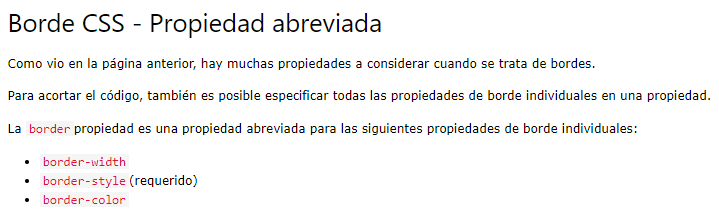 Borde CSS - Propiedad abreviada
Como vio en la página anterior, hay muchas propiedades a considerar cuando se trata de bordes.
Para acortar el código, también es posible especificar todas las propiedades de borde individuales en una propiedad.
La border propiedad es una propiedad abreviada para las siguientes propiedades de borde individuales:
• border-width
• border-style (requerido)
• border-color